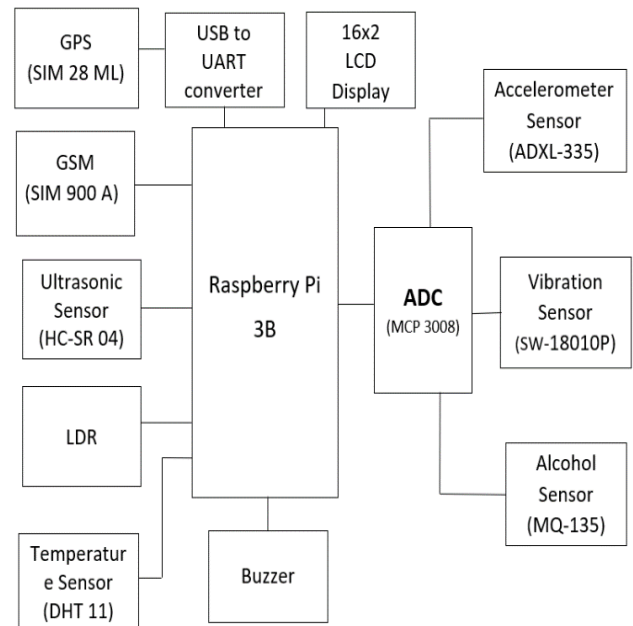 GPS
(SIM 28 ML)
USB to
UART
converter
16x2
LCD
Display
Accelerometer
Sensor
(ADXL-335)
GSM
(SIM 900 A)
Ultrasonic
Sensor
(HC-SR 04)
Raspberry Pi
3B
ADC
(MCP 3008)
Vibration
Sensor
(SW-18010P)
LDR
Alcohol
Sensor
(MQ-135)
Temperatur
e Sensor
(DHT 11)
Buzzer